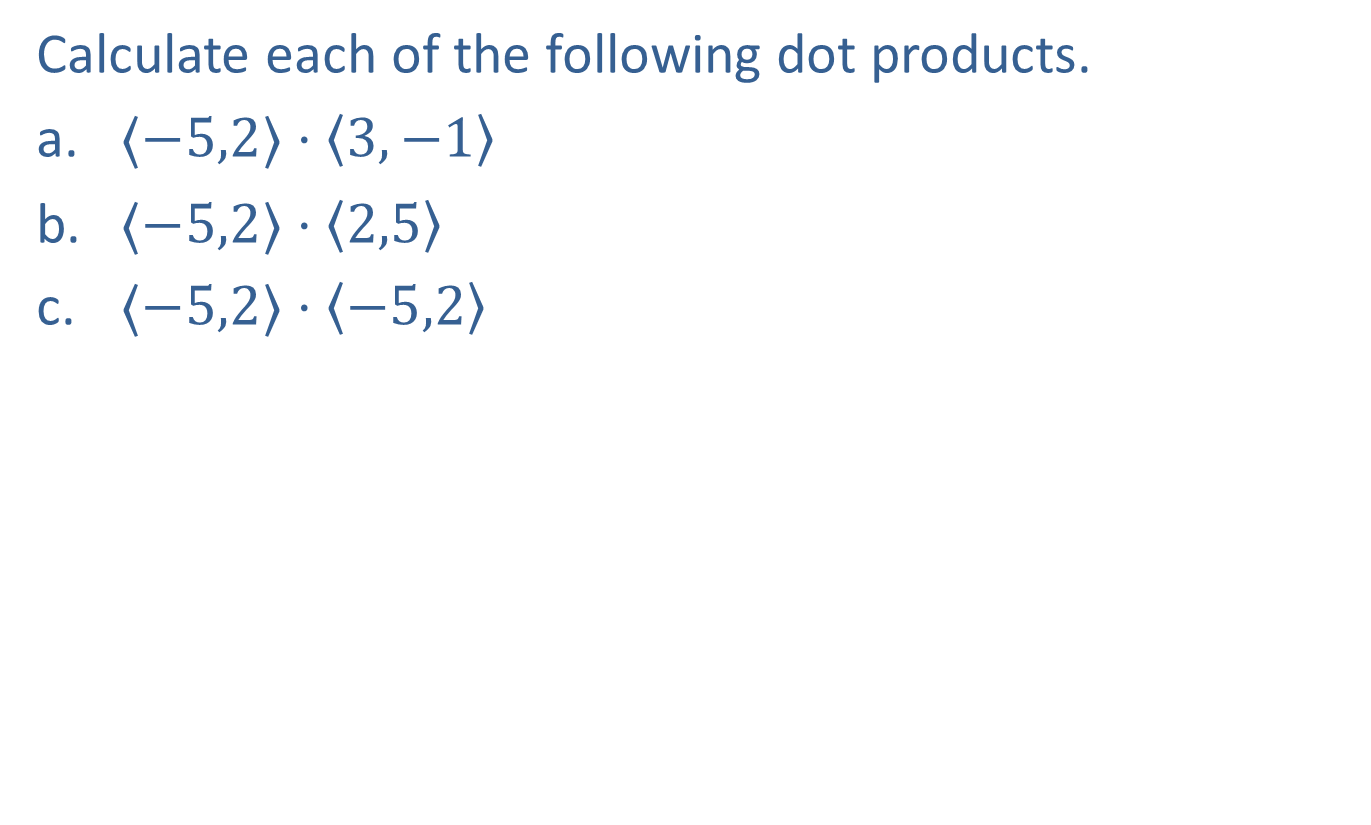 Calculate each of the following dot products.
a. ⟨−5,2⟩ · ⟨3, −1⟩
b. ⟨−5,2⟩ · ⟨2,5⟩
c. ⟨−5,2⟩ · ⟨−5,2⟩